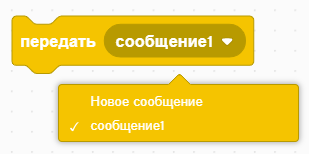 передать сообщение1
Новое сообщение
✓ сообщение1